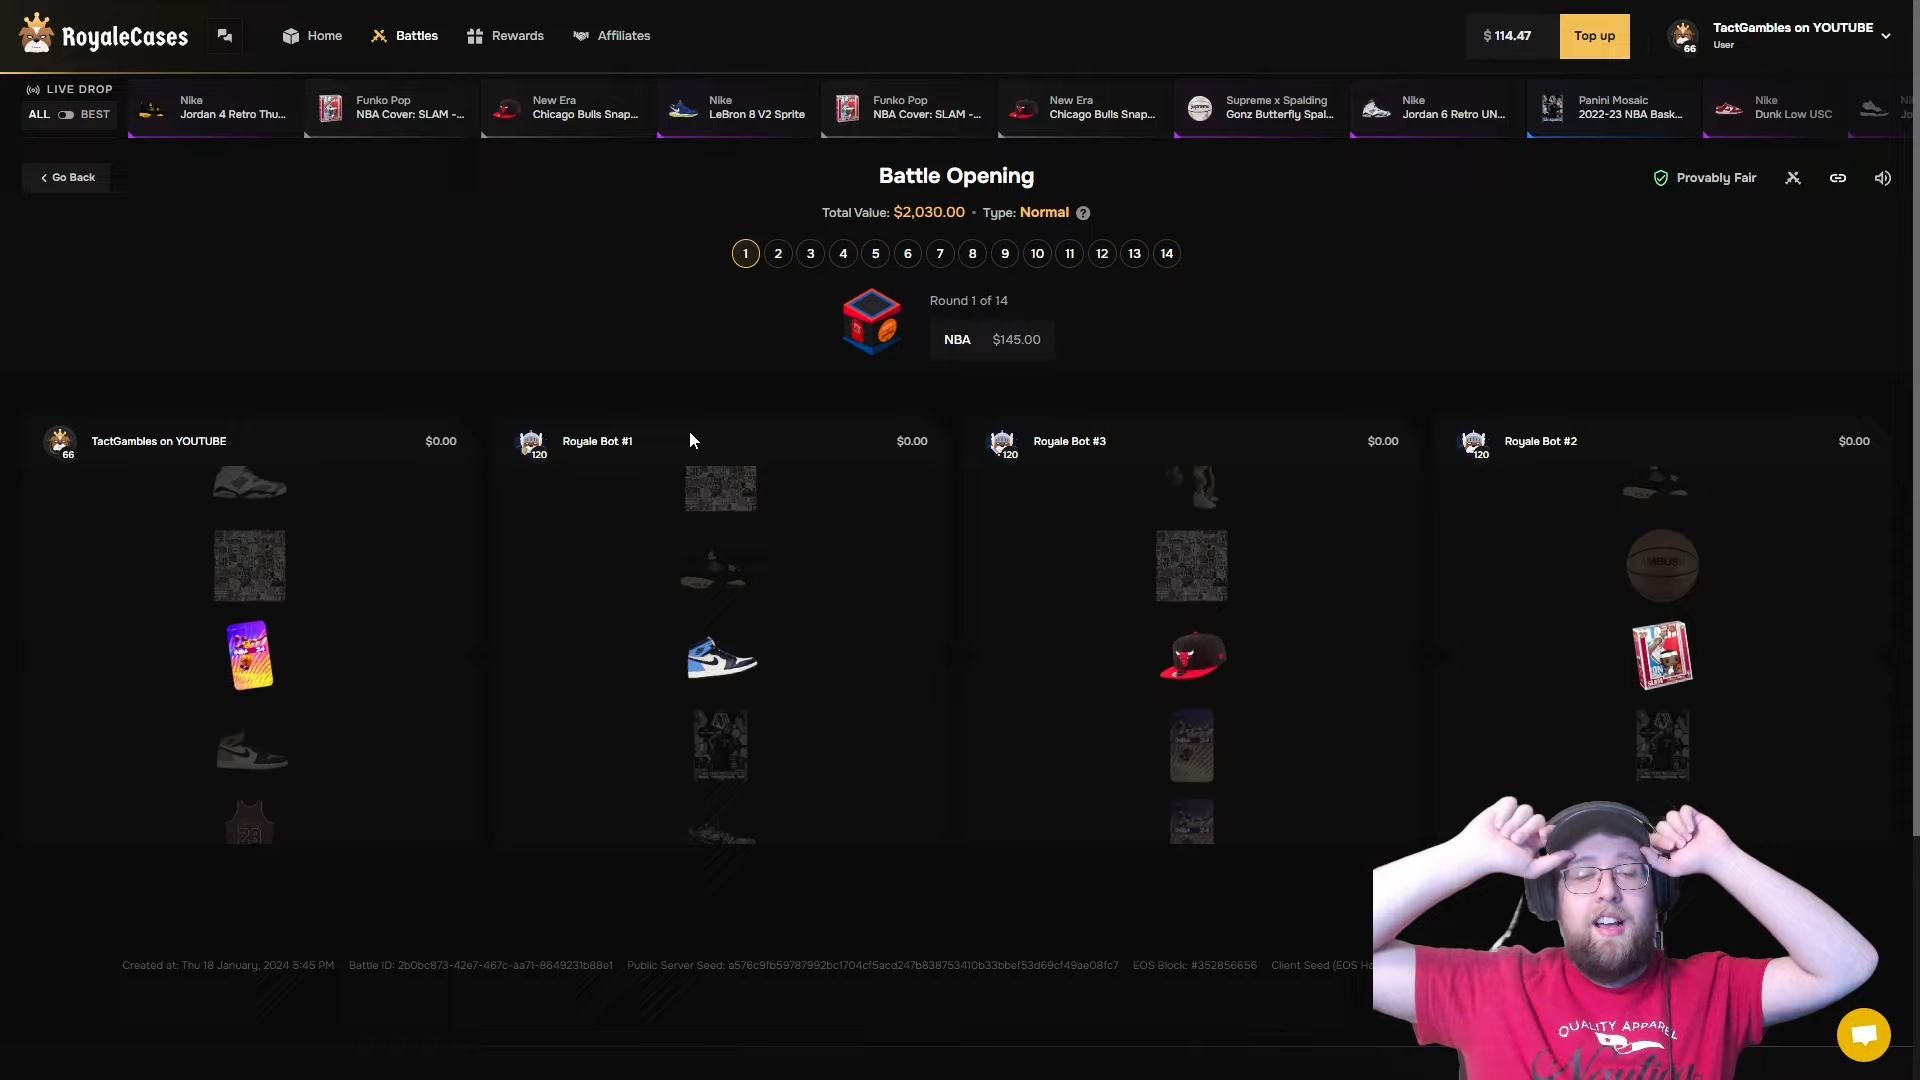 RoyaleCases
Home
Battles
Rewards
Affiliates
$ 114.47
Top up
66
TactGambles on YOUTUBE
User
LIVE DROP
ALL
BEST
Nike
Jordan 4 Retro Thu...
Funko Pop
NBA Cover: SLAM -...
New Era
Chicago Bulls Snap...
Nike
LeBron 8 V2 Sprite
Funko Pop
NBA Cover: SLAM -...
New Era
Chicago Bulls Snap...
Supreme x Spalding
Gonz Butterfly Spal...
Nike
Jordan 6 Retro UN...
Panini Mosaic
2022-23 NBA Bask...
Nike
Dunk Low USC
Go Back
Battle Opening
Provably Fair
Total Value: $2,030.00 • Type: Normal ?
1 2 3 4 5 6 7 8 9 10 11 12 13 14
Round 1 of 14
NBA $145.00
66
TactGambles on YOUTUBE
$0.00
120
Royale Bot #1
$0.00
120
Royale Bot #3
$0.00
120
Royale Bot #2
$0.00
Created at: Thu 18 January, 2024 5:45 PM
Battle ID: 2b0bc873-42e7-467c-aa71-8649231b88e1
Public Server Seed: a576c9fb59787992bc1704cf5acd247b838753410b33bbef53d69cf49ae08fc7
EOS Block: #352856656
Client Seed (EOS Ha
QUALITY APPAREL
Nautica